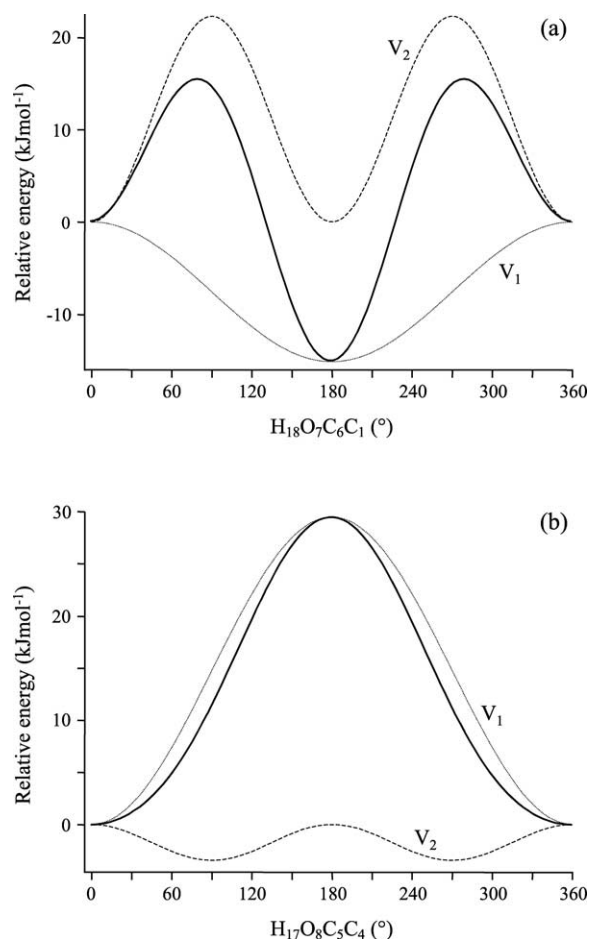 (a)
Relative energy (kJmol⁻¹)
20
10
0
-10
V₂
V₁
0 60 120 180 240 300 360
H₁₈O₇C₆C₁ (°)
(b)
Relative energy (kJmol⁻¹)
30
20
10
0
V₁
V₂
0 60 120 180 240 300 360
H₁₇O₈C₅C₄ (°)